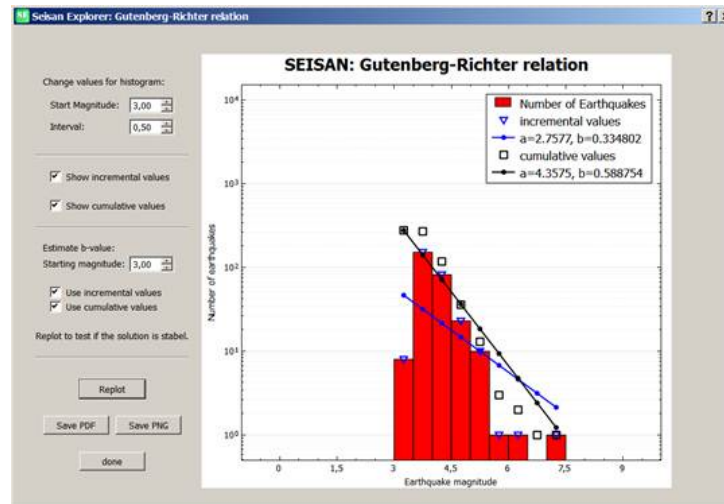 SE Seisan Explorer: Gutenberg-Richter relation
?
Change values for histogram:
Start Magnitude: 3,00
Interval: 0,50
Show incremental values
Show cumulative values
Estimate b-value:
Starting magnitude: 3,00
Use incremental values
Use cumulative values
Replot to test if the solution is stabel.
Replot
Save PDF Save PNG
done
SEISAN: Gutenberg-Richter relation
Number of Earthquakes
incremental values
a=2.7577, b=0.334802
cumulative values
a=4.3575, b=0.588754
Number of earthquakes
10⁴
10³
10²
10¹
10⁰
0 1,5 3 4,5 6 7,5 9
Earthquake magnitude